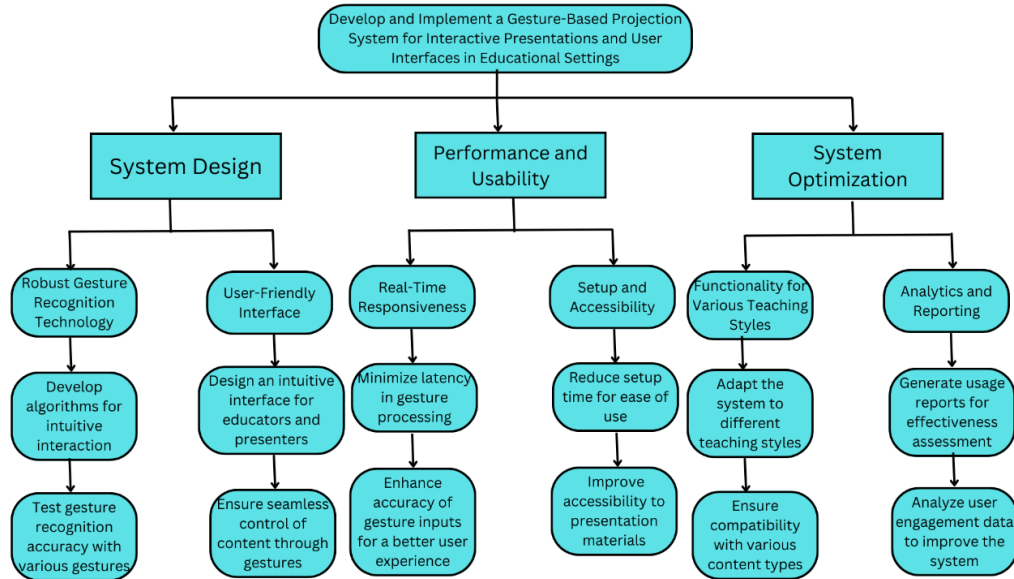 Develop and Implement a Gesture-Based Projection
System for Interactive Presentations and User
Interfaces in Educational Settings
System Design
Performance and
Usability
System
Optimization
Robust Gesture
Recognition
Technology
User-Friendly
Interface
Real-Time
Responsiveness
Setup and
Accessibility
Functionality for
Various Teaching
Styles
Analytics and
Reporting
Develop
algorithms for
intuitive
interaction
Design an intuitive
interface for
educators and
presenters
Minimize latency
in gesture
processing
Reduce setup
time for ease of
use
Adapt the
system to
different
teaching styles
Generate usage
reports for
effectiveness
assessment
Test gesture
recognition
accuracy with
various gestures
Ensure seamless
control of
content through
gestures
Enhance
accuracy of
gesture inputs
for a better user
experience
Improve
accessibility to
presentation
materials
Ensure
compatibility
with various
content types
Analyze user
engagement data
to improve the
system